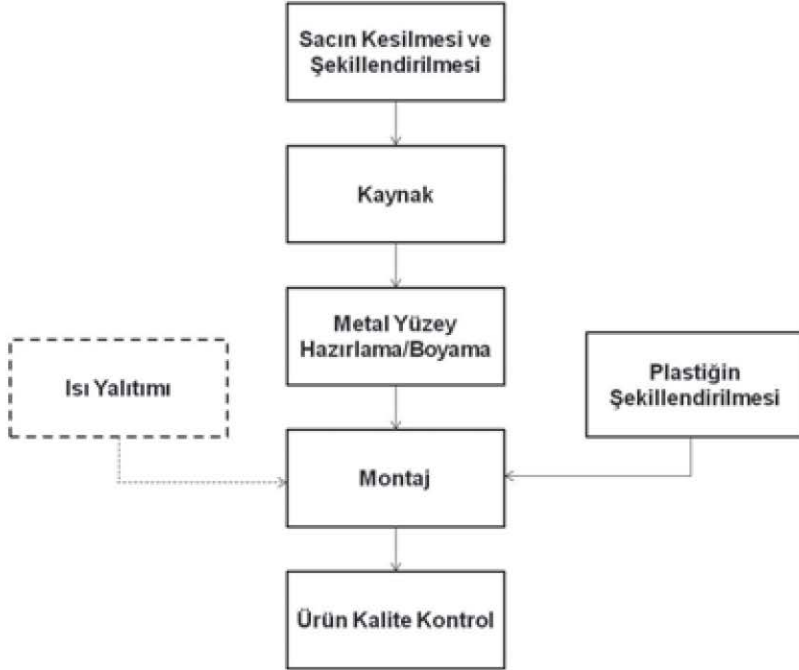 Sacın Kesilmesi ve
Şekillendirilmesi
Kaynak
Metal Yüzey
Hazırlama/Boyama
Isı Yalıtımı
Plastiğin
Şekillendirilmesi
Montaj
Ürün Kalite Kontrol